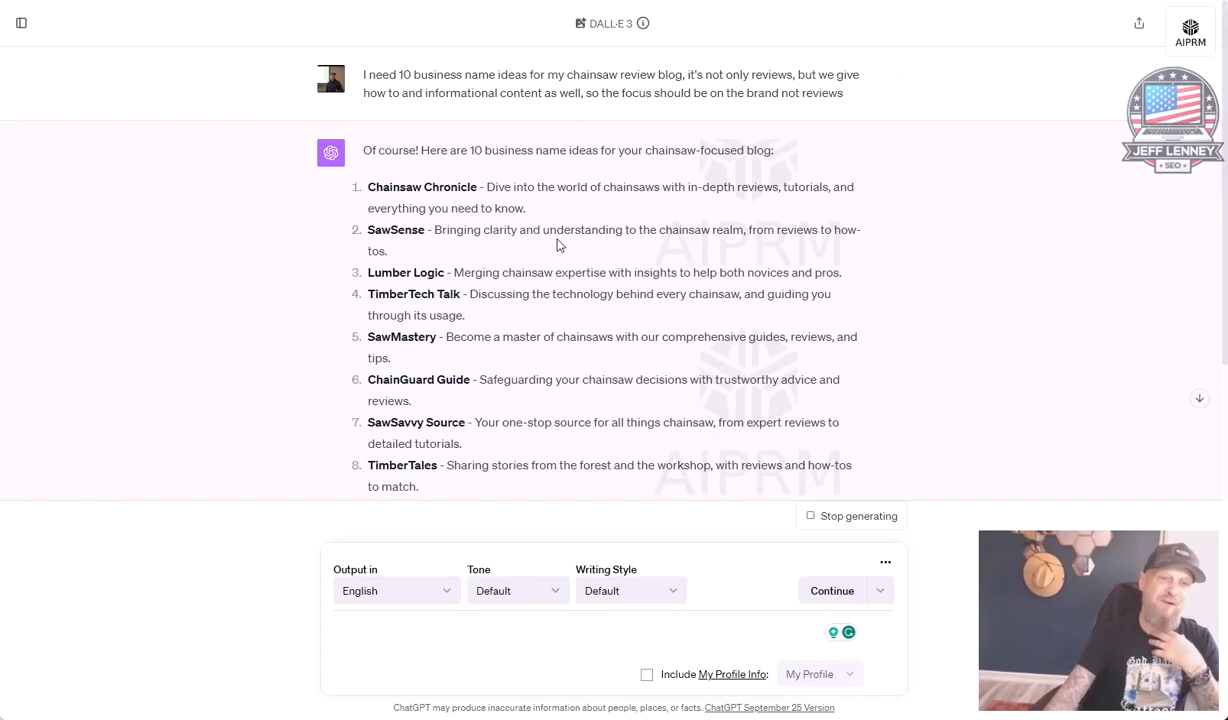 DALL·E 3
AIPRM
I need 10 business name ideas for my chainsaw review blog, it's not only reviews, but we give
how to and informational content as well, so the focus should be on the brand not reviews
JEFF LENNEY
SEO
Of course! Here are 10 business name ideas for your chainsaw-focused blog:
1. Chainsaw Chronicle - Dive into the world of chainsaws with in-depth reviews, tutorials, and
everything you need to know.
2. SawSense - Bringing clarity and understanding to the chainsaw realm, from reviews to how-
tos.
AIPRM
3. Lumber Logic - Merging chainsaw expertise with insights to help both novices and pros.
4. TimberTech Talk - Discussing the technology behind every chainsaw, and guiding you
through its usage.
5. SawMastery - Become a master of chainsaws with our comprehensive guides, reviews, and
tips.
6. ChainGuard Guide - Safeguarding your chainsaw decisions with trustworthy advice and
reviews.
7. SawSavvy Source - Your one-stop source for all things chainsaw, from expert reviews to
detailed tutorials.
8. TimberTales - Sharing stories from the forest and the workshop, with reviews and how-tos
to match.
AIPRM
Stop generating
Output in Tone Writing Style
English Default Default Continue
Include My Profile Info: My Profile
ChatGPT may produce inaccurate information about people, places, or facts. ChatGPT September 25 Version